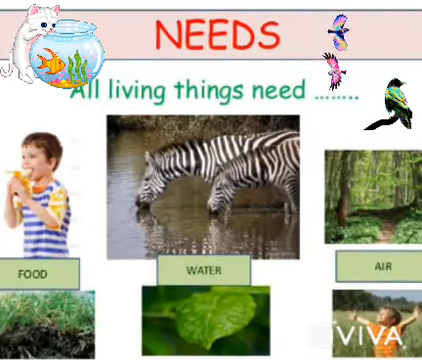 NEEDS
All living things need ........
FOOD
WATER
AIR
VIVA